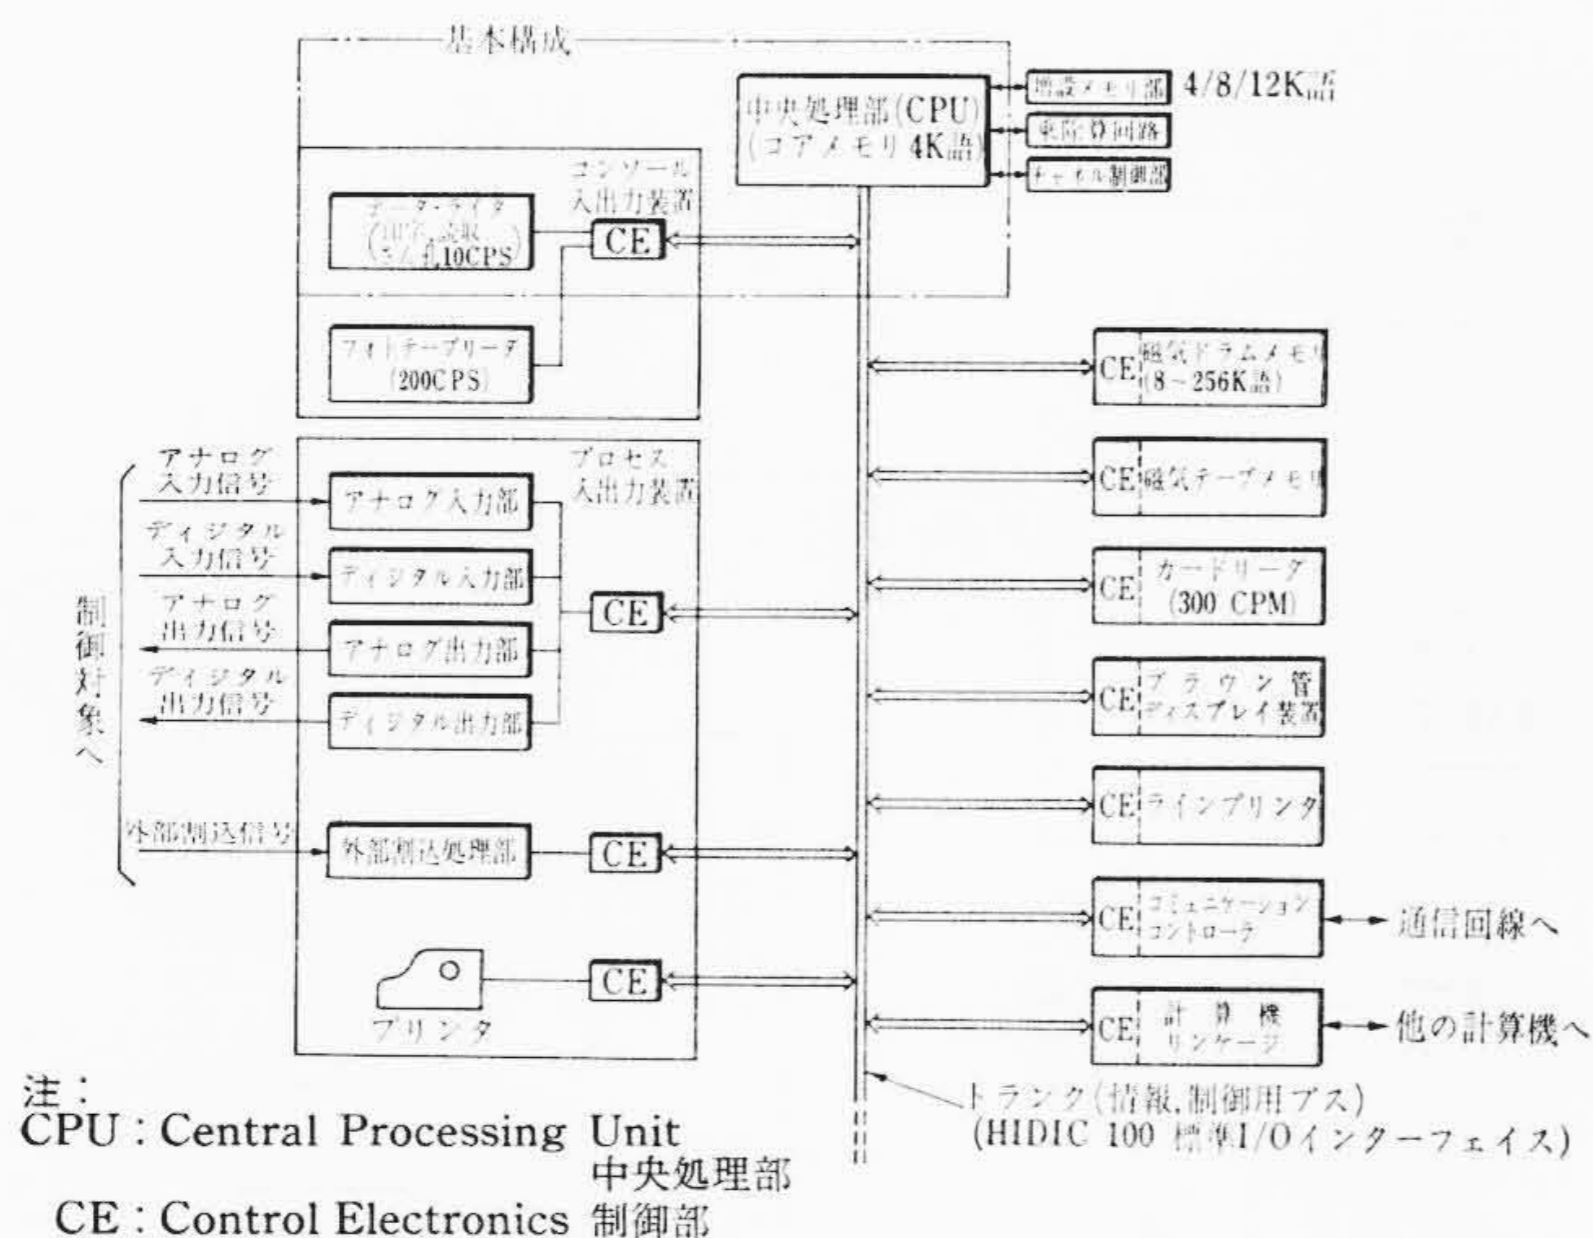 基本構成
中央処理部(CPU)
(コアメモリ4K語)
増設メモリ部
4/8/12K語
乗除算回路
チャネル制御部
コンソール
入出力装置
データ・ライタ
(印字,読取
さん孔10CPS)
CE
フォトテープリーダ
(200CPS)
CE
磁気ドラムメモリ
(8~256K語)
CE
磁気テープメモリ
CE
カードリーダ
(300 CPM)
CE
ブラウン管
ディスプレイ装置
CE
ラインプリンタ
CE
コミュニケーション
コントローラ
通信回線へ
CE
計算機
リンケージ
他の計算機へ
プロセス
入出力装置
制御対象へ
アナログ
入力信号
アナログ入力部
ディジタル
入力信号
ディジタル入力部
CE
アナログ
出力信号
アナログ出力部
ディジタル
出力信号
ディジタル出力部
外部割込信号
外部割込処理部
CE
CE
プリンタ
トランク(情報,制御用ブス)
(HIDIC 100 標準I/Oインターフェイス)
注:
CPU:Central Processing Unit
中央処理部
CE:Control Electronics 制御部